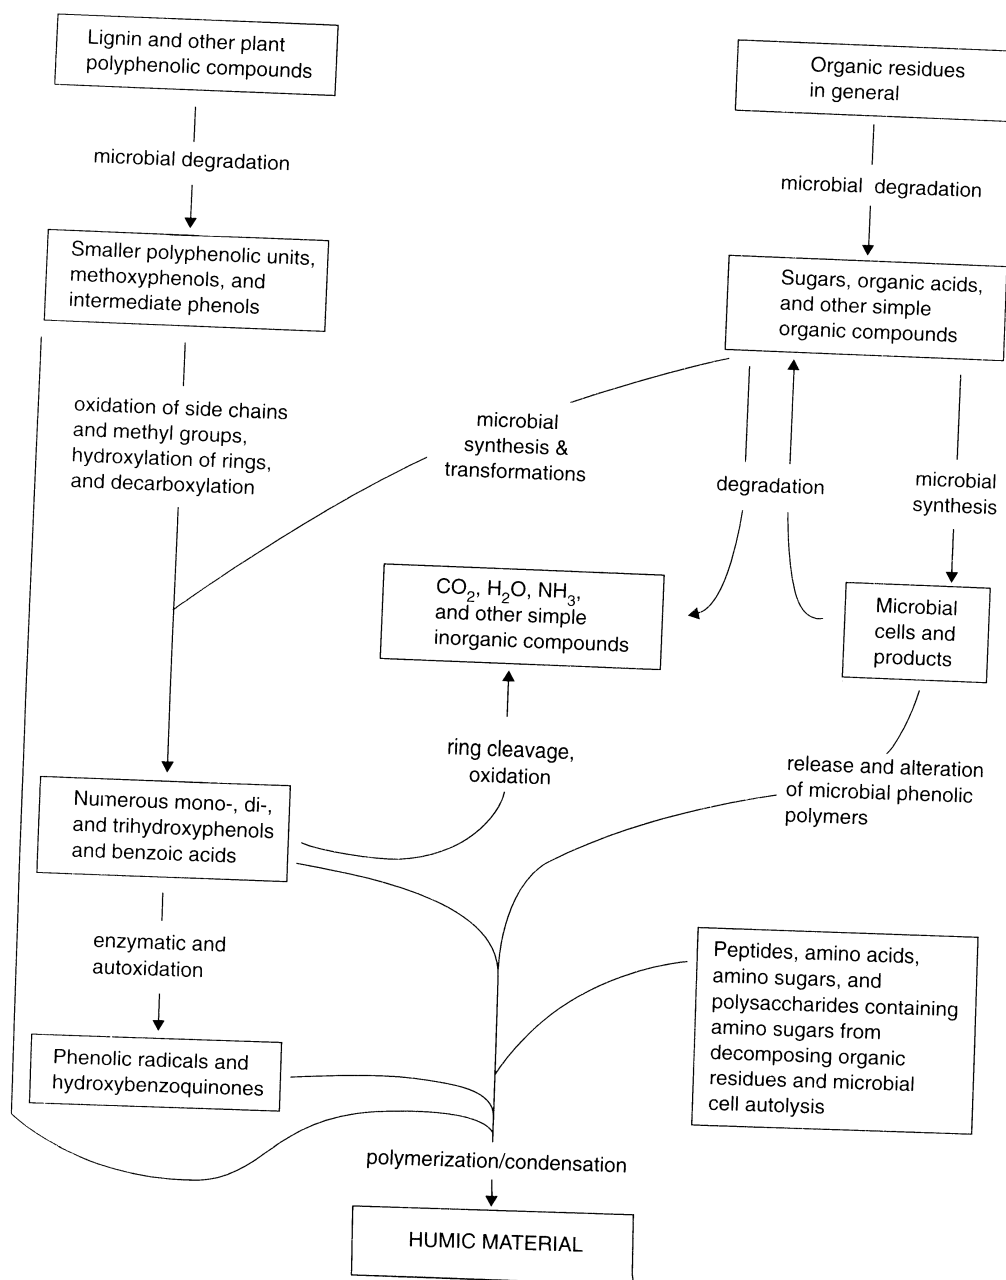 Lignin and other plant
polyphenolic compounds
Organic residues
in general
microbial degradation
microbial degradation
Smaller polyphenolic units,
methoxyphenols, and
intermediate phenols
Sugars, organic acids,
and other simple
organic compounds
oxidation of side chains
and methyl groups,
hydroxylation of rings,
and decarboxylation
microbial
synthesis &
transformations
degradation
microbial
synthesis
CO₂, H₂O, NH₃,
and other simple
inorganic compounds
Microbial
cells and
products
ring cleavage,
oxidation
release and alteration
of microbial phenolic
polymers
Numerous mono-, di-,
and trihydroxyphenols
and benzoic acids
enzymatic and
autoxidation
Peptides, amino acids,
amino sugars, and
polysaccharides containing
amino sugars from
decomposing organic
residues and microbial
cell autolysis
Phenolic radicals and
hydroxybenzoquinones
polymerization/condensation
HUMIC MATERIAL